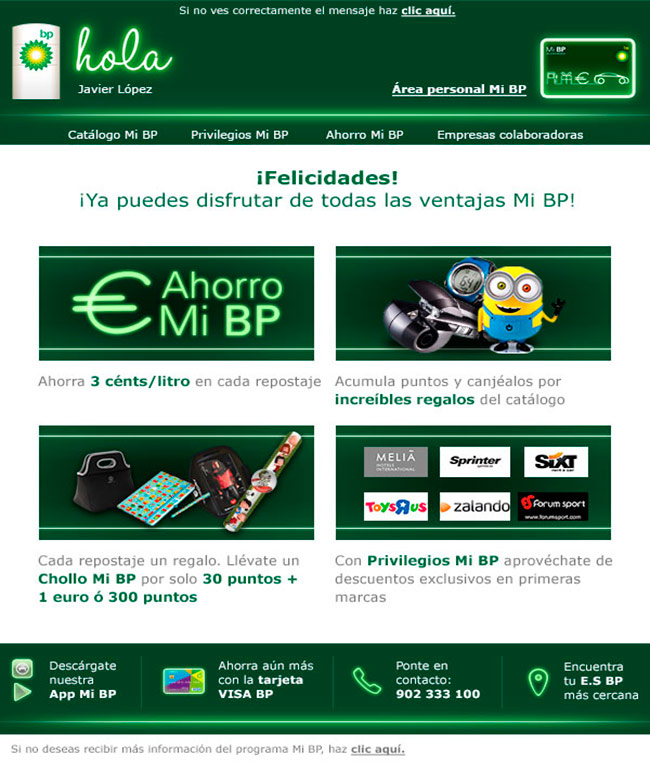 Si no ves correctamente el mensaje haz clic aquí.
bp
hola
Javier López
Área personal Mi BP
Mi BP
Catálogo Mi BP
Privilegios Mi BP
Ahorro Mi BP
Empresas colaboradoras
¡Felicidades!
¡Ya puedes disfrutar de todas las ventajas Mi BP!
€ Ahorro
Mi BP
Ahorra 3 cénts/litro en cada repostaje
Acumula puntos y canjéalos por
increíbles regalos del catálogo
MELIÃ
HOTELS
INTERNATIONAL
Sprinter
SiXT
rent a car
ToysЯus
zalando
Forum sport
www.forumsport.com
Cada repostaje un regalo. Llévate un
Chollo Mi BP por solo 30 puntos +
1 euro ó 300 puntos
Con Privilegios Mi BP aprovéchate de
descuentos exclusivos en primeras
marcas
Descárgate
nuestra
App Mi BP
Ahorra aún más
con la tarjeta
VISA BP
Ponte en
contacto:
902 333 100
Encuentra
tu E.S BP
más cercana
Si no deseas recibir más información del programa Mi BP, haz clic aquí.